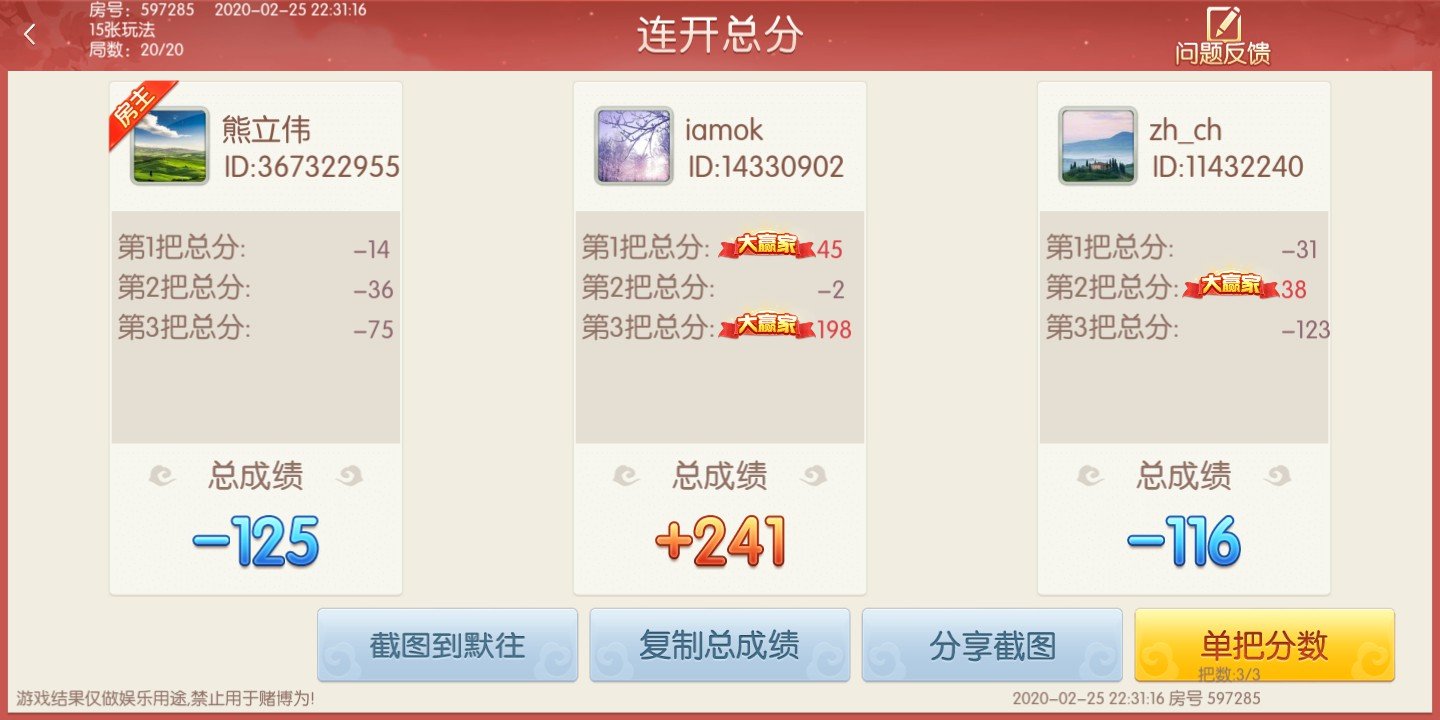 房号：597285 2020-02-25 22:31:16
15张玩法
局数：20/20
连开总分
问题反馈
房主
熊立伟
ID:367322955
第1把总分: -14
第2把总分: -36
第3把总分: -75
总成绩
-125
iamok
ID:14330902
第1把总分: 大赢家 45
第2把总分: -2
第3把总分: 大赢家 198
总成绩
+241
zh_ch
ID:11432240
第1把总分: -31
第2把总分: 大赢家 38
第3把总分: -123
总成绩
-116
截图到默往
复制总成绩
分享截图
单把分数
把数:3/3
游戏结果仅做娱乐用途,禁止用于赌博为!
2020-02-25 22:31:16 房号 597285